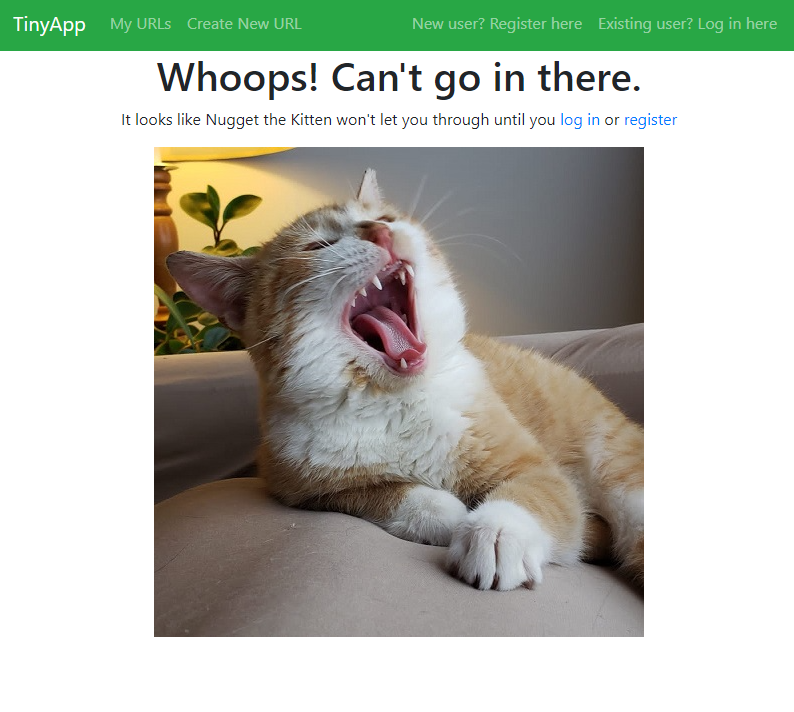 TinyApp My URLs Create New URL New user? Register here Existing user? Log in here
Whoops! Can't go in there.
It looks like Nugget the Kitten won't let you through until you log in or register